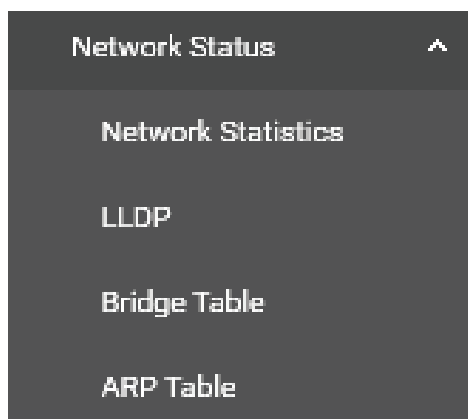 Network Status
Network Statistics
LLDP
Bridge Table
ARP Table